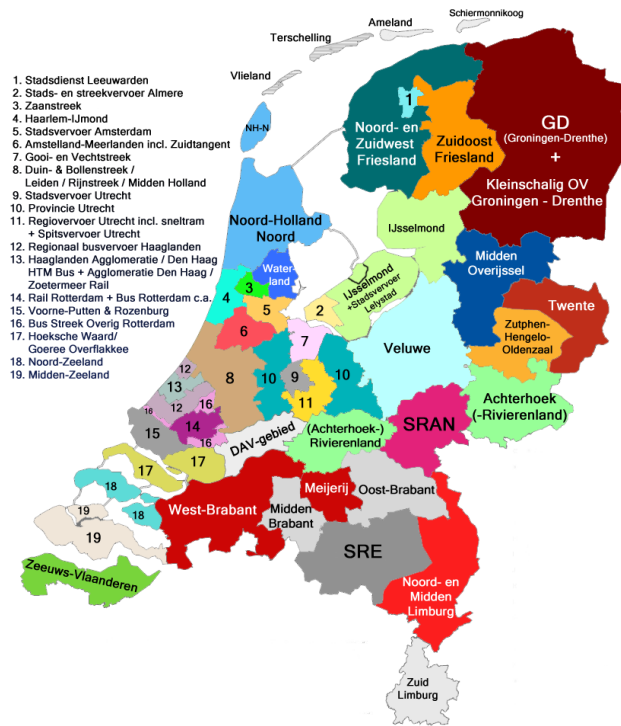 Schiermonnikoog
Ameland
Terschelling
Vlieland
1. Stadsdienst Leeuwarden
2. Stads- en streekvervoer Almere
3. Zaanstreek
4. Haarlem-IJmond
5. Stadsvervoer Amsterdam
6. Amstelland-Meerlanden incl. Zuidtangent
7. Gooi- en Vechtstreek
8. Duin- & Bollenstreek /
Leiden / Rijnstreek / Midden Holland
9. Stadsvervoer Utrecht
10. Provincie Utrecht
11. Regiovervoer Utrecht incl. sneltram
+ Spitsvervoer Utrecht
12. Regionaal busvervoer Haaglanden
13. Haaglanden Agglomeratie / Den Haag
HTM Bus + Agglomeratie Den Haag /
Zoetermeer Rail
14. Rail Rotterdam + Bus Rotterdam c.a.
15. Voorne-Putten & Rozenburg
16. Bus Streek Overig Rotterdam
17. Hoeksche Waard/
Goeree Overflakkee
18. Noord-Zeeland
19. Midden-Zeeland
NH-N
1
Noord- en
Zuidwest
Friesland
Zuidoost
Friesland
GD
(Groningen-Drenthe)
+
Kleinschalig OV
Groningen - Drenthe
Noord-Holland
Noord
IJsselmond
Water-
land
Midden
Overijssel
IJsselmond
+Stadsvervoer
Lelystad
3
4
5
2
Twente
6
7
Zutphen-
Hengelo-
Oldenzaal
Veluwe
12
13
8
10
9
10
11
Achterhoek
(-Rivierenland)
16
12
16
14
15
16
DAV-gebied
(Achterhoek-)
Rivierenland
SRAN
17
17
18
18
19
19
West-Brabant
Midden
Brabant
Meijerij
Oost-Brabant
SRE
Zeeuws-Vlaanderen
Noord- en
Midden
Limburg
Zuid
Limburg